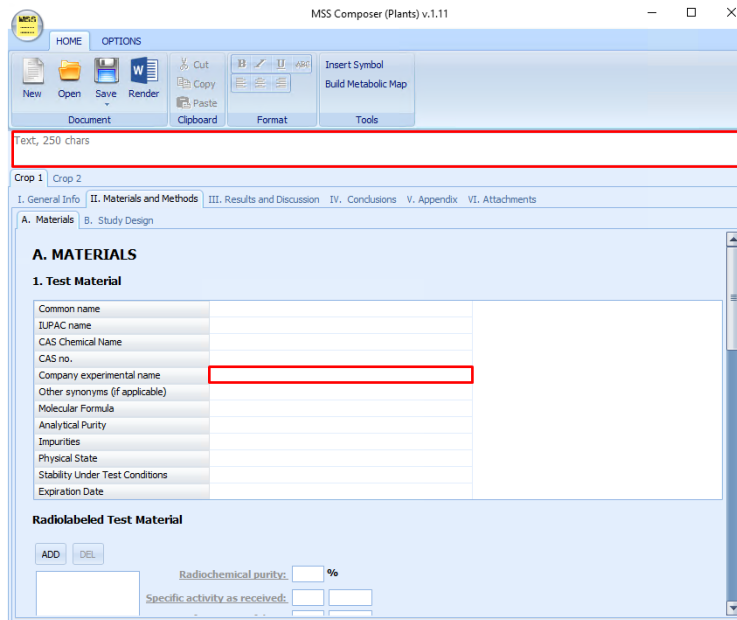 MSS Composer (Plants) v.1.11
MSS
HOME OPTIONS
New Open Save Render
Document
Cut
Copy
Paste
Clipboard
B I U ABC
Format
Insert Symbol
Build Metabolic Map
Tools
Text, 250 chars
Crop 1 Crop 2
I. General Info II. Materials and Methods III. Results and Discussion IV. Conclusions V. Appendix VI. Attachments
A. Materials B. Study Design
A. MATERIALS
1. Test Material
Common name
IUPAC name
CAS Chemical Name
CAS no.
Company experimental name
Other synonyms (if applicable)
Molecular Formula
Analytical Purity
Impurities
Physical State
Stability Under Test Conditions
Expiration Date
Radiolabeled Test Material
ADD DEL
Radiochemical purity: %
Specific activity as received: